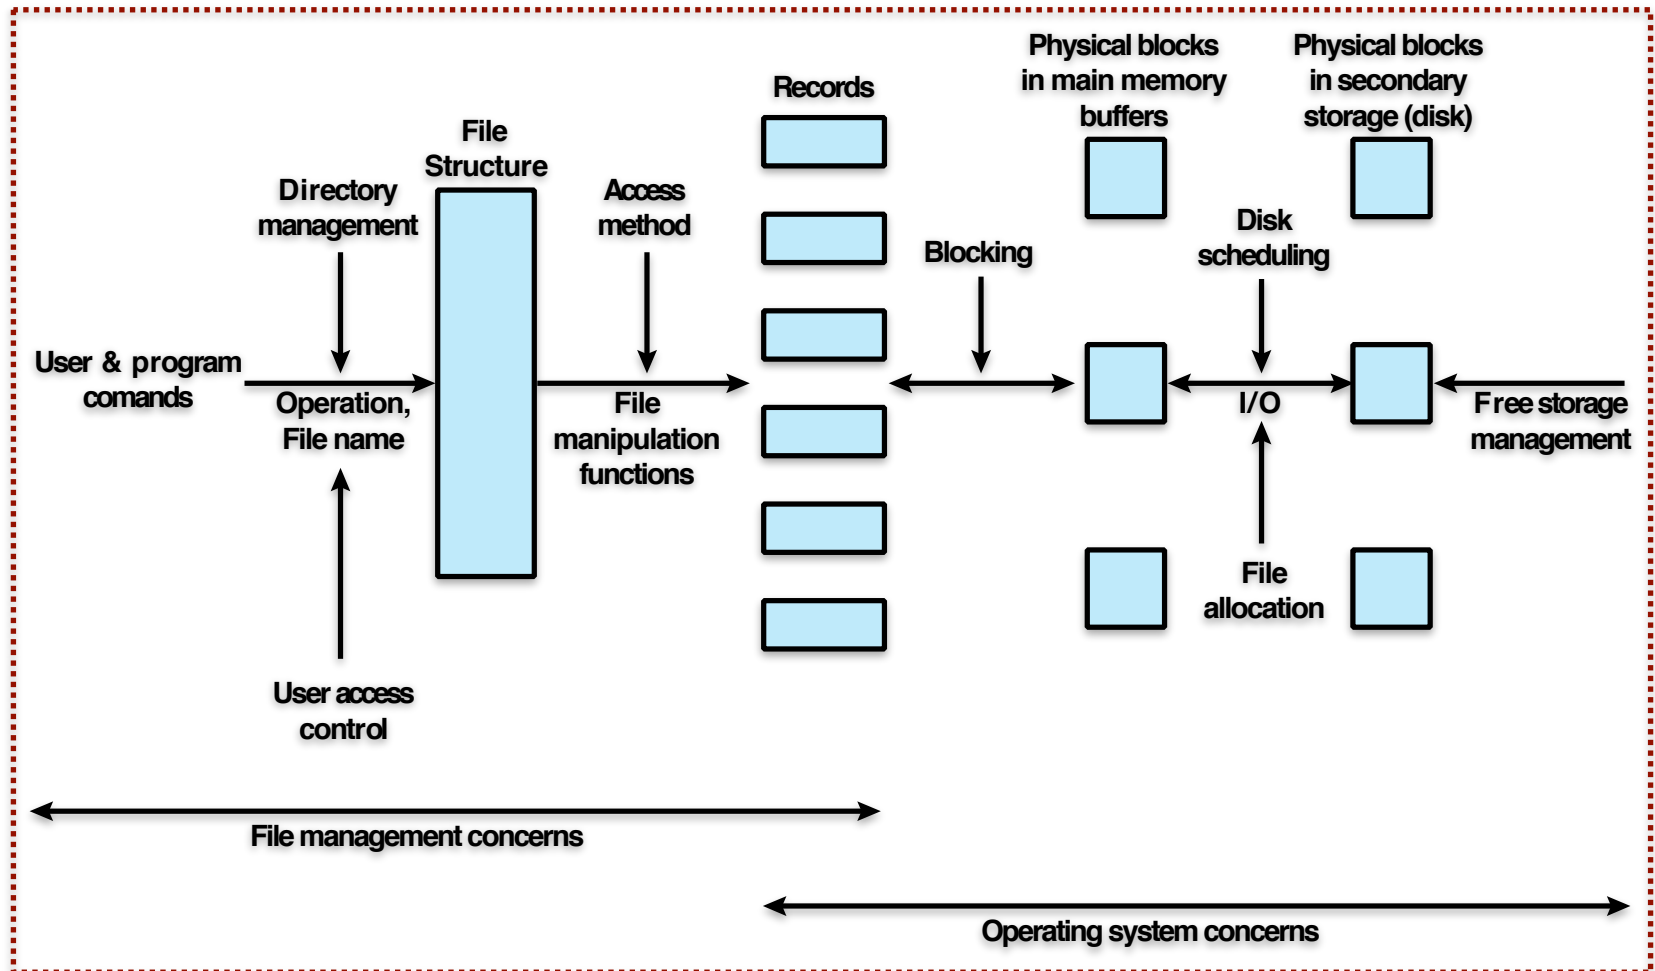 Physical blocks
in main memory
buffers
Physical blocks
in secondary
storage (disk)
Records
File
Structure
Directory
management
Access
method
Disk
scheduling
Blocking
User & program
comands
Operation,
File name
File
manipulation
functions
I/O
Free storage
management
File
allocation
User access
control
File management concerns
Operating system concerns